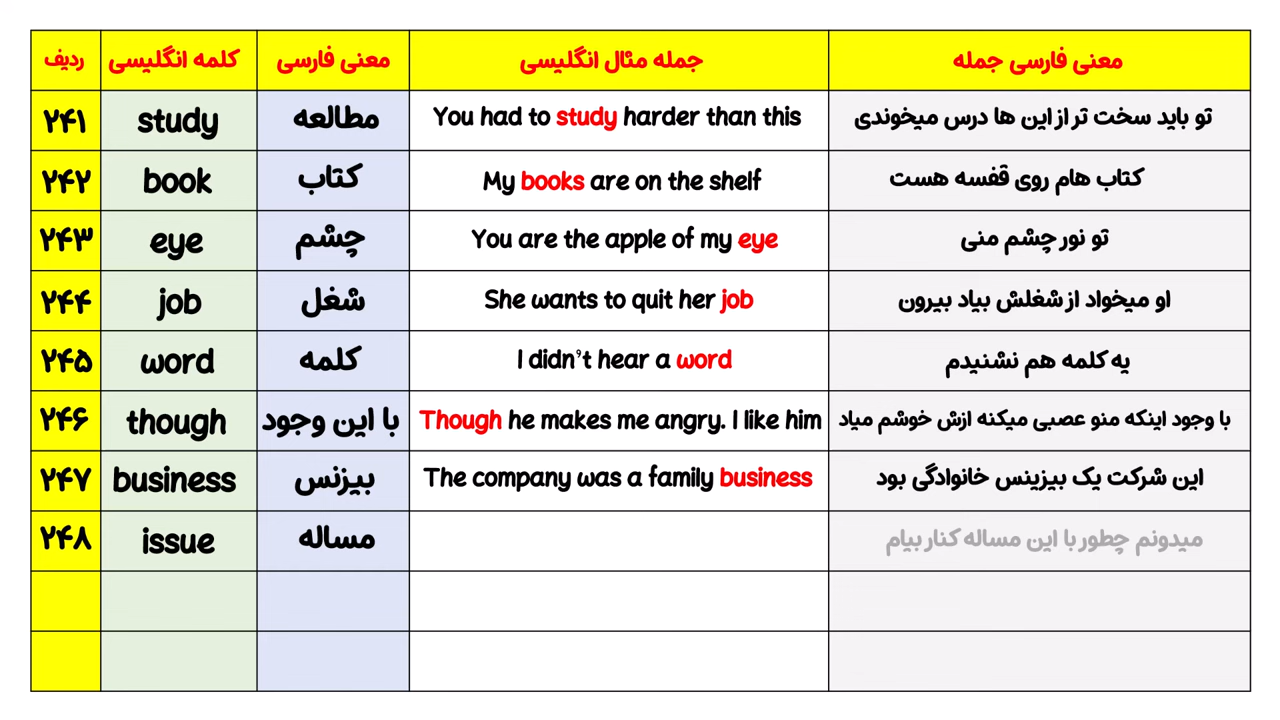 ردیف کلمه انگلیسی معنی فارسی جمله مثال انگلیسی معنی فارسی جمله
۲۴۱ study مطالعه You had to study harder than this تو باید سخت تر از این ها درس میخوندی
۲۴۲ book کتاب My books are on the shelf کتاب هام روی قفسه هست
۲۴۳ eye چشم You are the apple of my eye تو نور چشم منی
۲۴۴ job شغل She wants to quit her job او میخواد از شغلش بیاد بیرون
۲۴۵ word کلمه I didn't hear a word یه کلمه هم نشنیدم
۲۴۶ though با این وجود Though he makes me angry. I like him با وجود اینکه منو عصبی میکنه ازش خوشم میاد
۲۴۷ business بیزنس The company was a family business این شرکت یک بیزینس خانوادگی بود
۲۴۸ issue مساله میدونم چطور با این مساله کنار بیام